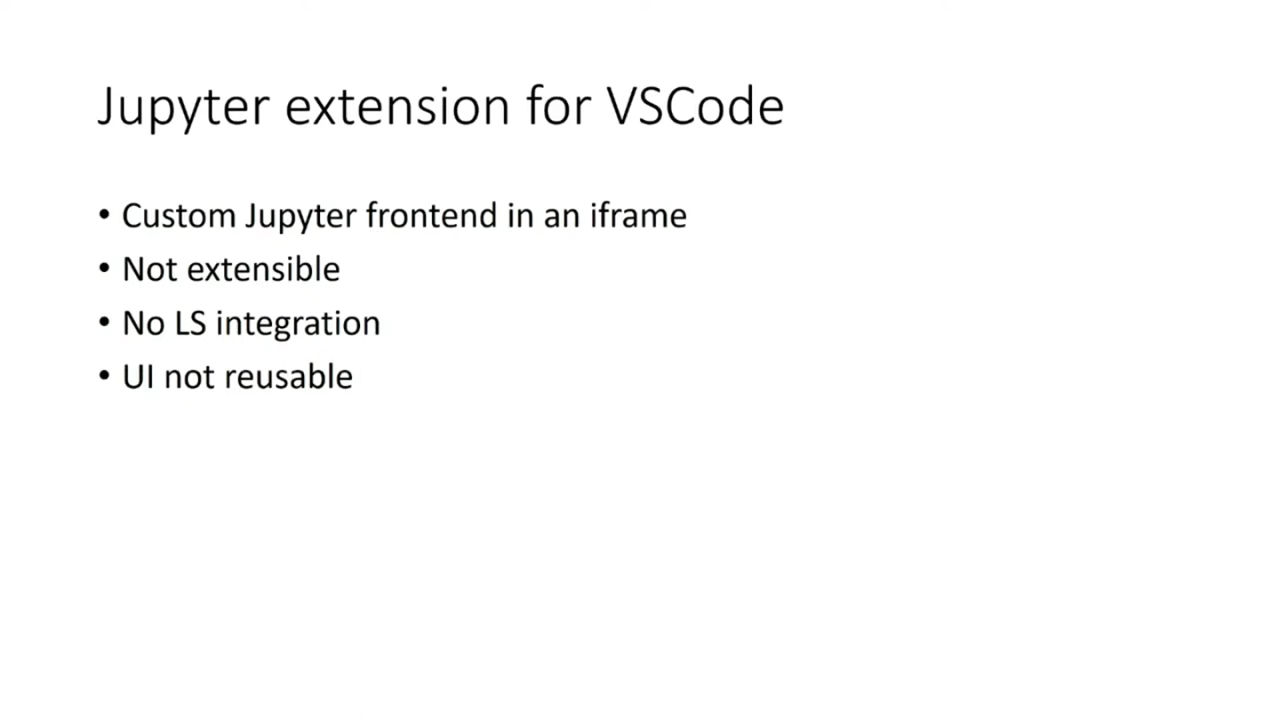 Jupyter extension for VSCode
• Custom Jupyter frontend in an iframe
• Not extensible
• No LS integration
• UI not reusable